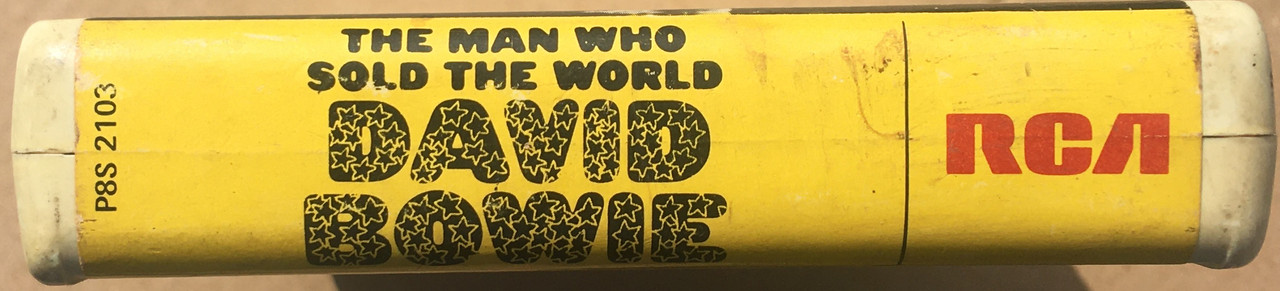 P8S 2103
THE MAN WHO
SOLD THE WORLD
DAVID
BOWIE
RCA